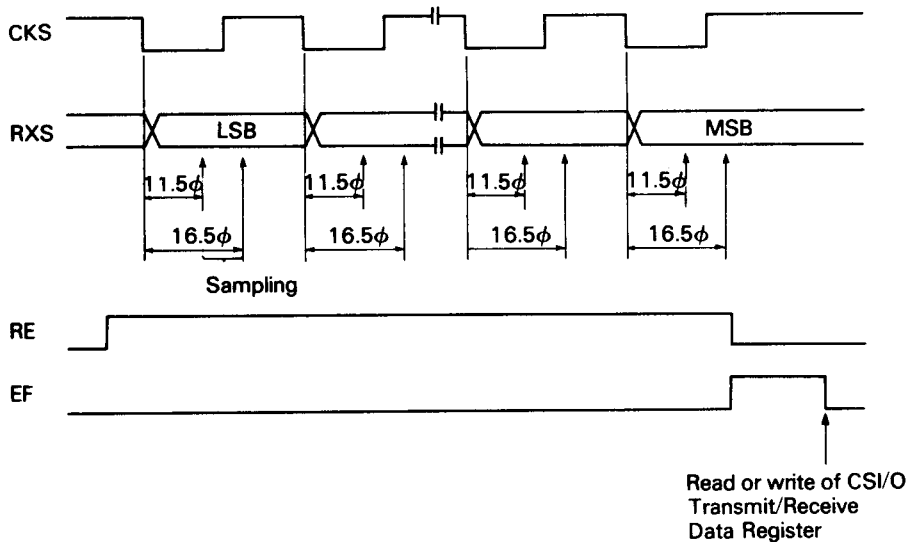 CKS
RXS
LSB
MSB
11.5ϕ
11.5ϕ
11.5ϕ
11.5ϕ
16.5ϕ
16.5ϕ
16.5ϕ
16.5ϕ
Sampling
RE
EF
Read or write of CSI/O
Transmit/Receive
Data Register